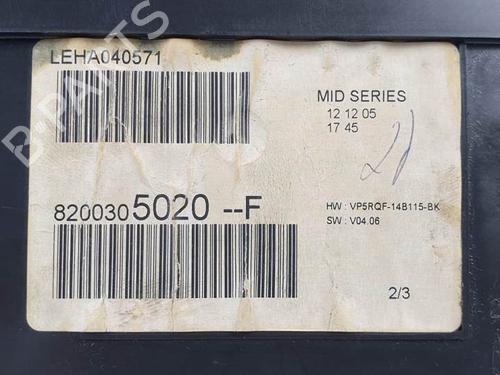 LEHA040571
MID SERIES
12 12 05
17 45
8200305020 --F
HW : VP5RQF-14B115-BK
SW : V04.06
2/3
B-PARTS